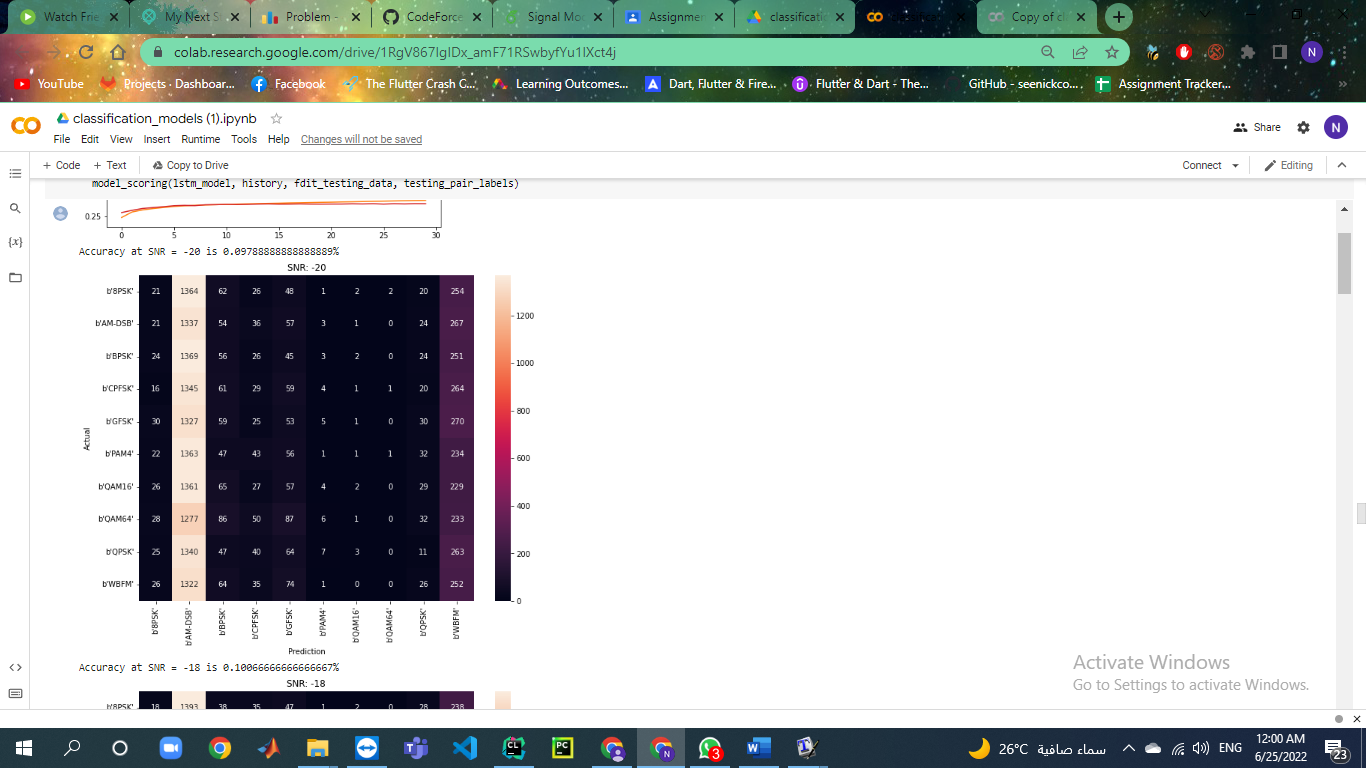 Watch Frie
My Next S
Problem -
CodeForce
Signal Mo
Assignmen
classificatio
Copy of cl
colab.research.google.com/drive/1RgV867IgIDx_amF71RSwbyfYu1IXct4j
N
YouTube
Projects · Dashboar...
Facebook
The Flutter Crash C...
Learning Outcomes...
Dart, Flutter & Fire...
Flutter & Dart - The...
GitHub - seenickco...
Assignment Tracker...
»
classification_models (1).ipynb
File Edit View Insert Runtime Tools Help Changes will not be saved
Share
N
+ Code + Text Copy to Drive
Connect Editing
model_scoring(lstm_model, history, fdit_testing_data, testing_pair_labels)
{x}
0.25
0 5 10 15 20 25 30
Accuracy at SNR = -20 is 0.09788888888888889%
SNR: -20
b'8PSK' 21 1364 62 26 48 1 2 2 20 254
b'AM-DSB' 21 1337 54 36 57 3 1 0 24 267
b'BPSK' 24 1369 56 26 45 3 2 0 24 251
b'CPFSK' 16 1345 61 29 59 4 1 1 20 264
b'GFSK' 30 1327 59 25 53 5 1 0 30 270
b'PAM4' 22 1363 47 43 56 1 1 1 32 234
b'QAM16' 26 1361 65 27 57 4 2 0 29 229
b'QAM64' 28 1277 86 50 87 6 1 0 32 233
b'QPSK' 25 1340 47 40 64 7 3 0 11 263
b'WBFM' 26 1322 64 35 74 1 0 0 26 252
Actual
b'8PSK' b'AM-DSB' b'BPSK' b'CPFSK' b'GFSK' b'PAM4' b'QAM16' b'QAM64' b'QPSK' b'WBFM'
Prediction
1200
1000
800
600
400
200
0
Accuracy at SNR = -18 is 0.10066666666666667%
SNR: -18
b'8PSK' 18 1393 38 35 47 1 2 0 28 238
Activate Windows
Go to Settings to activate Windows.
CL
PC
N
3
W
26°C سماء صافية
ENG
12:00 AM
6/25/2022
23